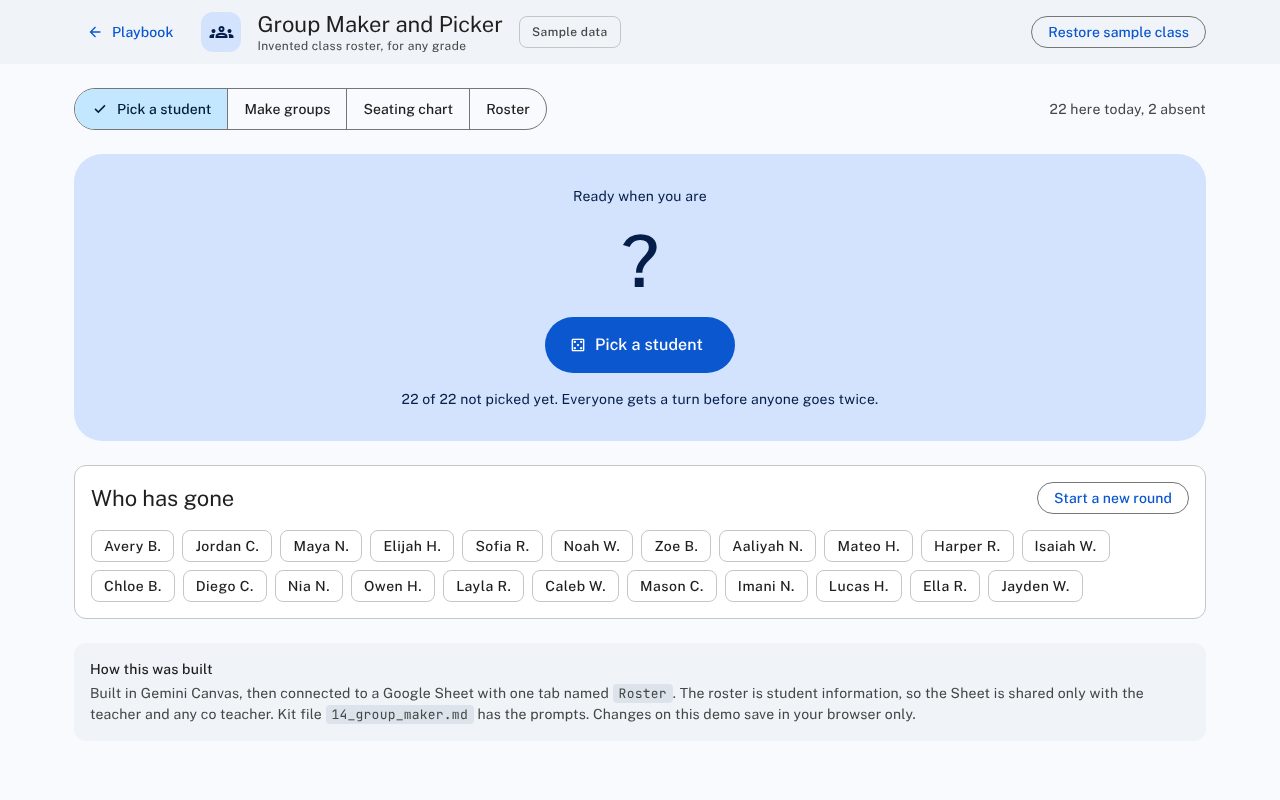 Playbook
Group Maker and Picker
Invented class roster, for any grade
Sample data
Restore sample class
Pick a student
Make groups
Seating chart
Roster
22 here today, 2 absent
Ready when you are
?
Pick a student
22 of 22 not picked yet. Everyone gets a turn before anyone goes twice.
Who has gone
Start a new round
Avery B. Jordan C. Maya N. Elijah H. Sofia R. Noah W. Zoe B. Aaliyah N. Mateo H. Harper R. Isaiah W.
Chloe B. Diego C. Nia N. Owen H. Layla R. Caleb W. Mason C. Imani N. Lucas H. Ella R. Jayden W.
How this was built
Built in Gemini Canvas, then connected to a Google Sheet with one tab named Roster. The roster is student information, so the Sheet is shared only with the
teacher and any co teacher. Kit file 14_group_maker.md has the prompts. Changes on this demo save in your browser only.